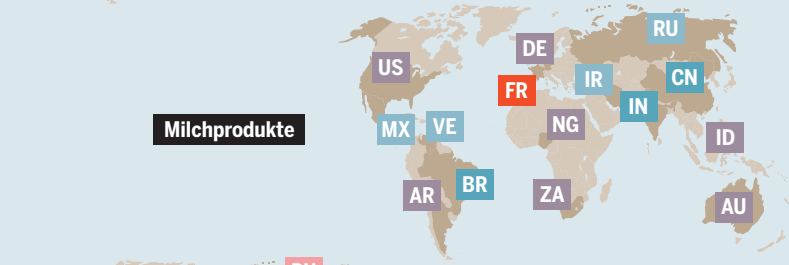 RU
DE
US
IR
CN
FR
IN
Milchprodukte
MX
VE
NG
ID
BR
AR
ZA
AU